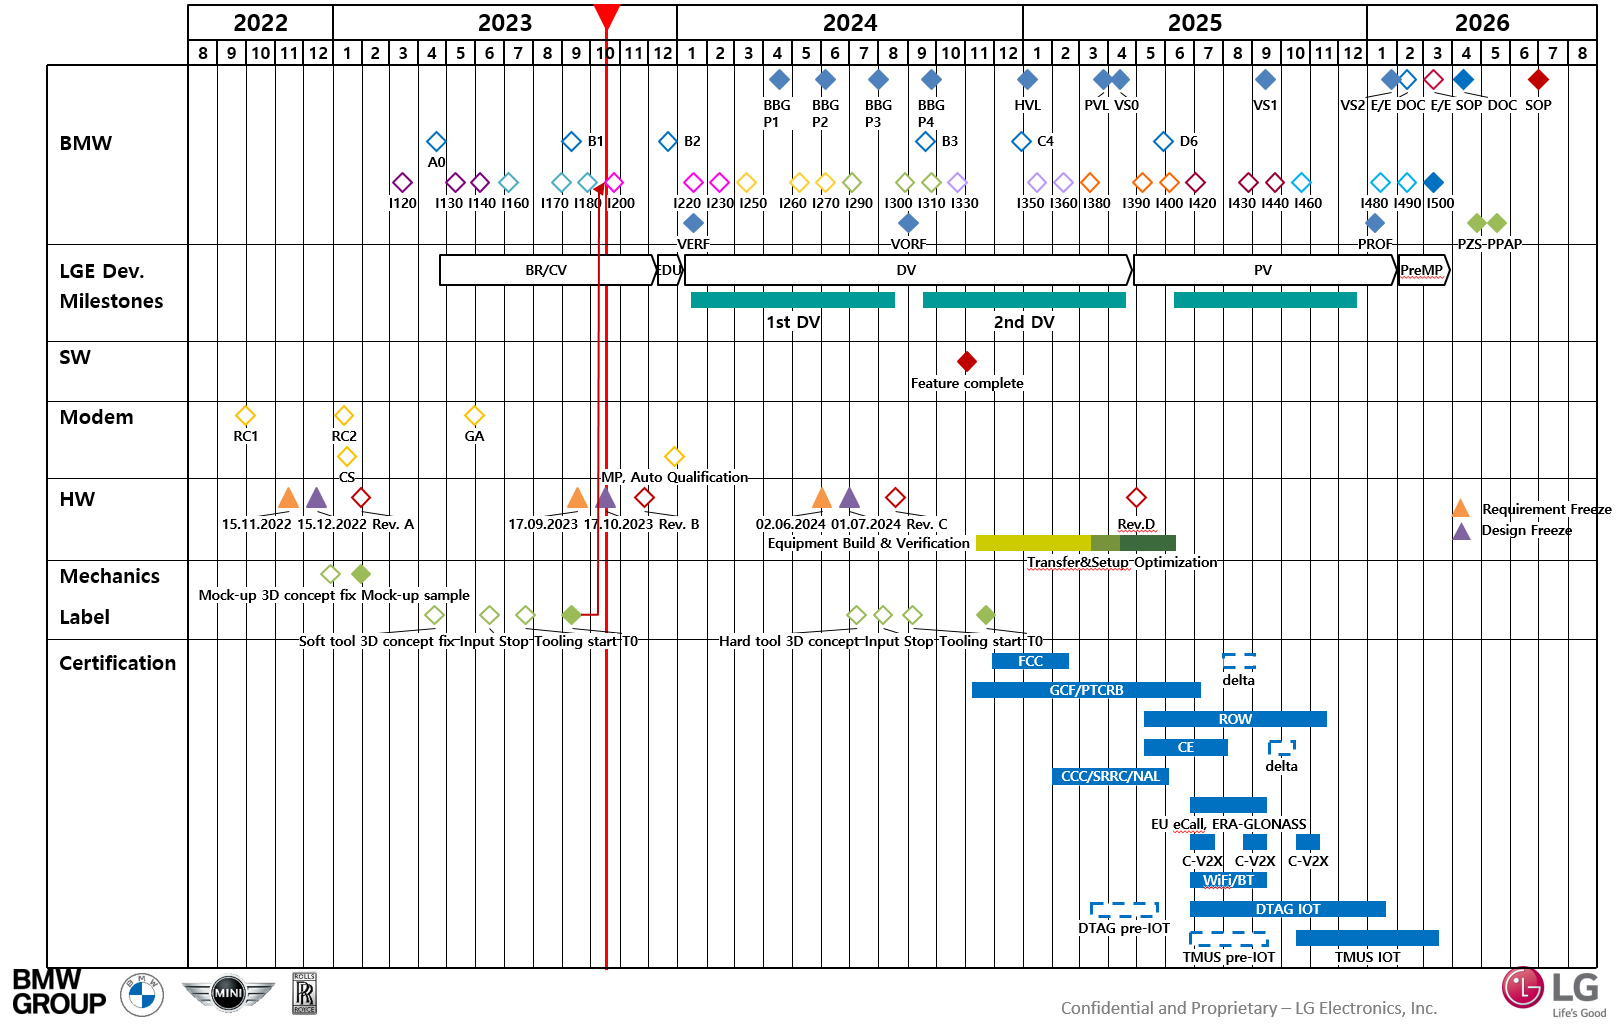 2022 2023 2024 2025 2026
8 9 10 11 12 1 2 3 4 5 6 7 8 9 10 11 12 1 2 3 4 5 6 7 8 9 10 11 12 1 2 3 4 5 6 7 8 9 10 11 12 1 2 3 4 5 6 7 8
BBG P1
BBG P2
BBG P3
BBG P4
HVL
PVL VS0
VS1
VS2 E/E DOC E/E SOP DOC SOP
BMW
A0
B1
B2
B3
C4
D6
I120 I130 I140 I160 I170 I180 I200 I220 I230 I250 I260 I270 I290 I300 I310 I330 I350 I360 I380 I390 I400 I420 I430 I440 I460 I480 I490 I500
VERF
VORF
PROF
PZS PPAP
LGE Dev.
Milestones
BR/CV
EDU
DV
PV
PreMP
1st DV
2nd DV
SW
Feature complete
Modem
RC1
RC2
GA
CS
MP, Auto Qualification
HW
15.11.2022 15.12.2022 Rev. A
17.09.2023 17.10.2023 Rev. B
02.06.2024 01.07.2024 Rev. C
Rev.D
Requirement Freeze
Design Freeze
Equipment Build & Verification
Transfer&Setup Optimization
Mechanics
Mock-up 3D concept fix Mock-up sample
Label
Soft tool 3D concept fix Input Stop Tooling start T0
Hard tool 3D concept Input Stop Tooling start T0
Certification
FCC
delta
GCF/PTCRB
ROW
CE
delta
CCC/SRRC/NAL
EU eCall, ERA-GLONASS
C-V2X C-V2X C-V2X
WiFi/BT
DTAG IOT
DTAG pre-IOT
TMUS pre-IOT
TMUS IOT
BMW
GROUP
BMW
MINI
ROLLS
RR
ROYCE
Confidential and Proprietary – LG Electronics, Inc.
LG
Life's Good